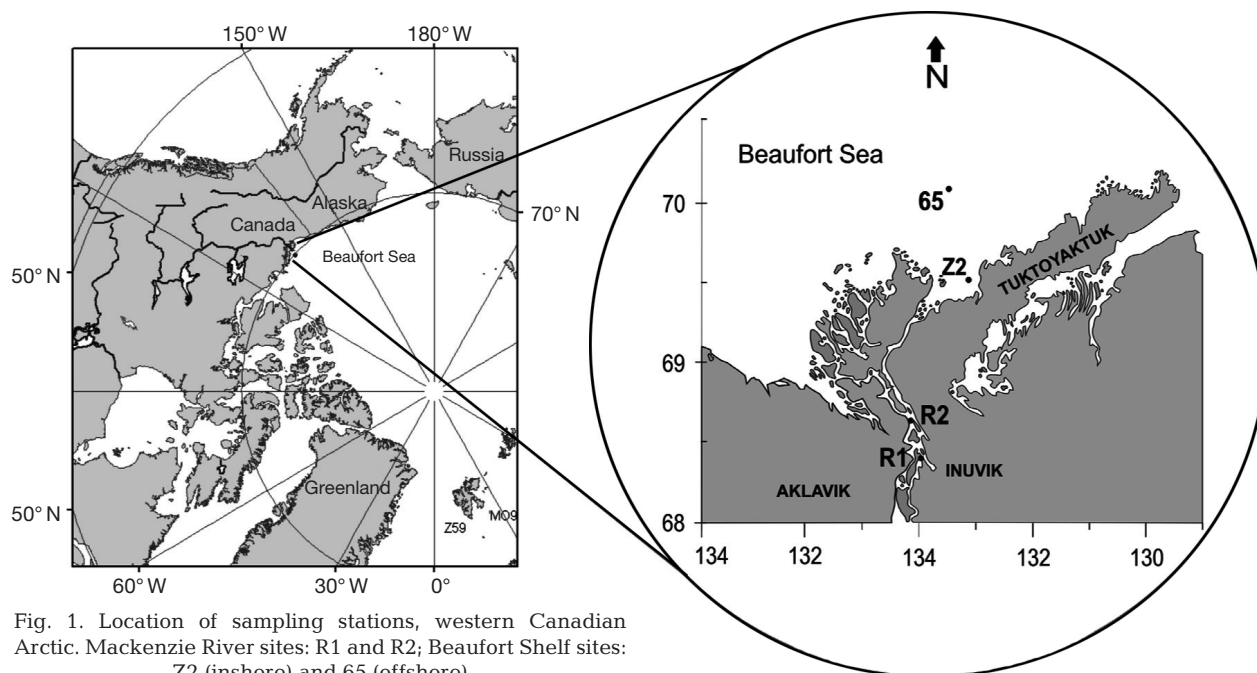 150°W
180°W
Russia
Alaska
Canada
70°N
Beaufort Sea
50°N
Greenland
Z59
MO9
50°N
60°W
30°W
0°
N
Beaufort Sea
70
65
Z2
TUKTOYAKTUK
69
R2
R1
INUVIK
AKLAVIK
68
134
132
134
132
130
Fig. 1. Location of sampling stations, western Canadian
Arctic. Mackenzie River sites: R1 and R2; Beaufort Shelf sites:
Z2 (inshore) and 65 (offshore)